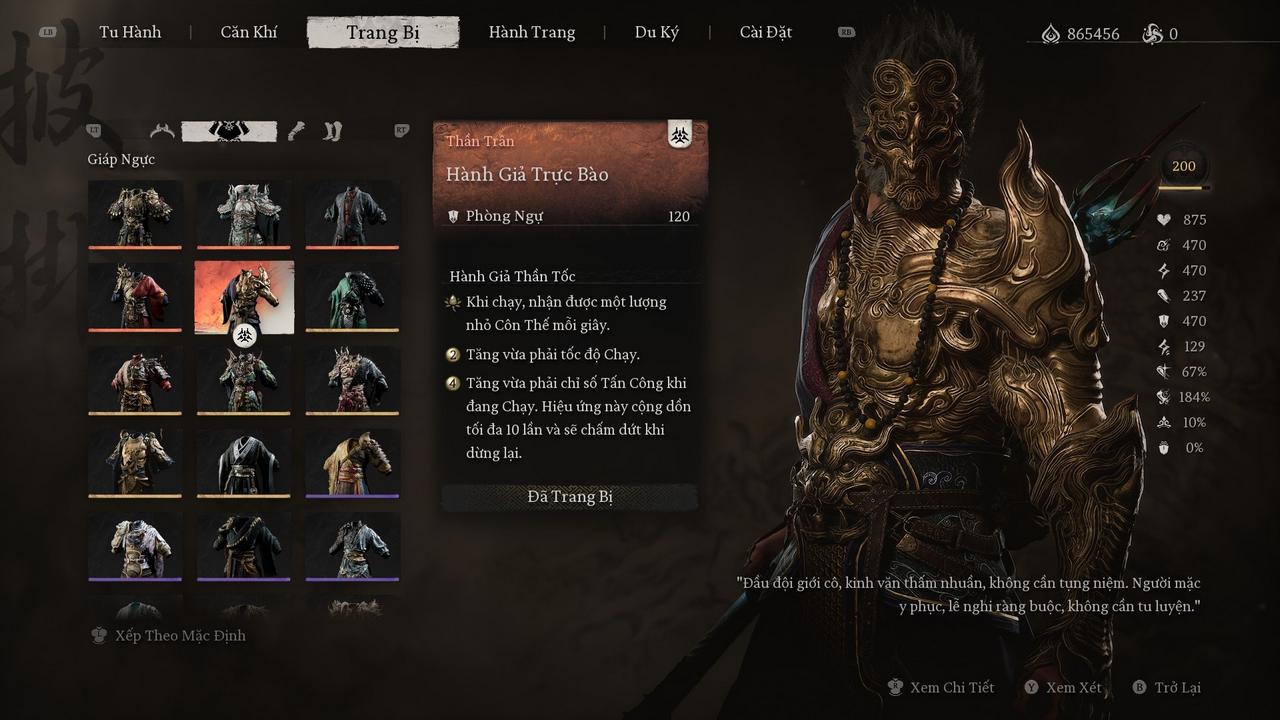 LB Tu Hành Căn Khí Trang Bị Hành Trang Du Ký Cài Đặt RB 865456 0
LT RT
Giáp Ngực
Thần Trân
Hành Giả Trực Bào
Phòng Ngự 120
Hành Giả Thần Tốc
Khi chạy, nhận được một lượng
nhỏ Côn Thế mỗi giây.
2 Tăng vừa phải tốc độ Chạy.
4 Tăng vừa phải chỉ số Tấn Công khi
đang Chạy. Hiệu ứng này cộng dồn
tối đa 10 lần và sẽ chấm dứt khi
dừng lại.
Đã Trang Bị
200
875
470
470
237
470
129
67%
184%
10%
0%
"Đầu đội giới cô, kinh văn thấm nhuần, không cần tụng niệm. Người mặc
y phục, lễ nghi ràng buộc, không cần tu luyện."
Xếp Theo Mặc Định
Xem Chi Tiết Y Xem Xét B Trở Lại
披
掛